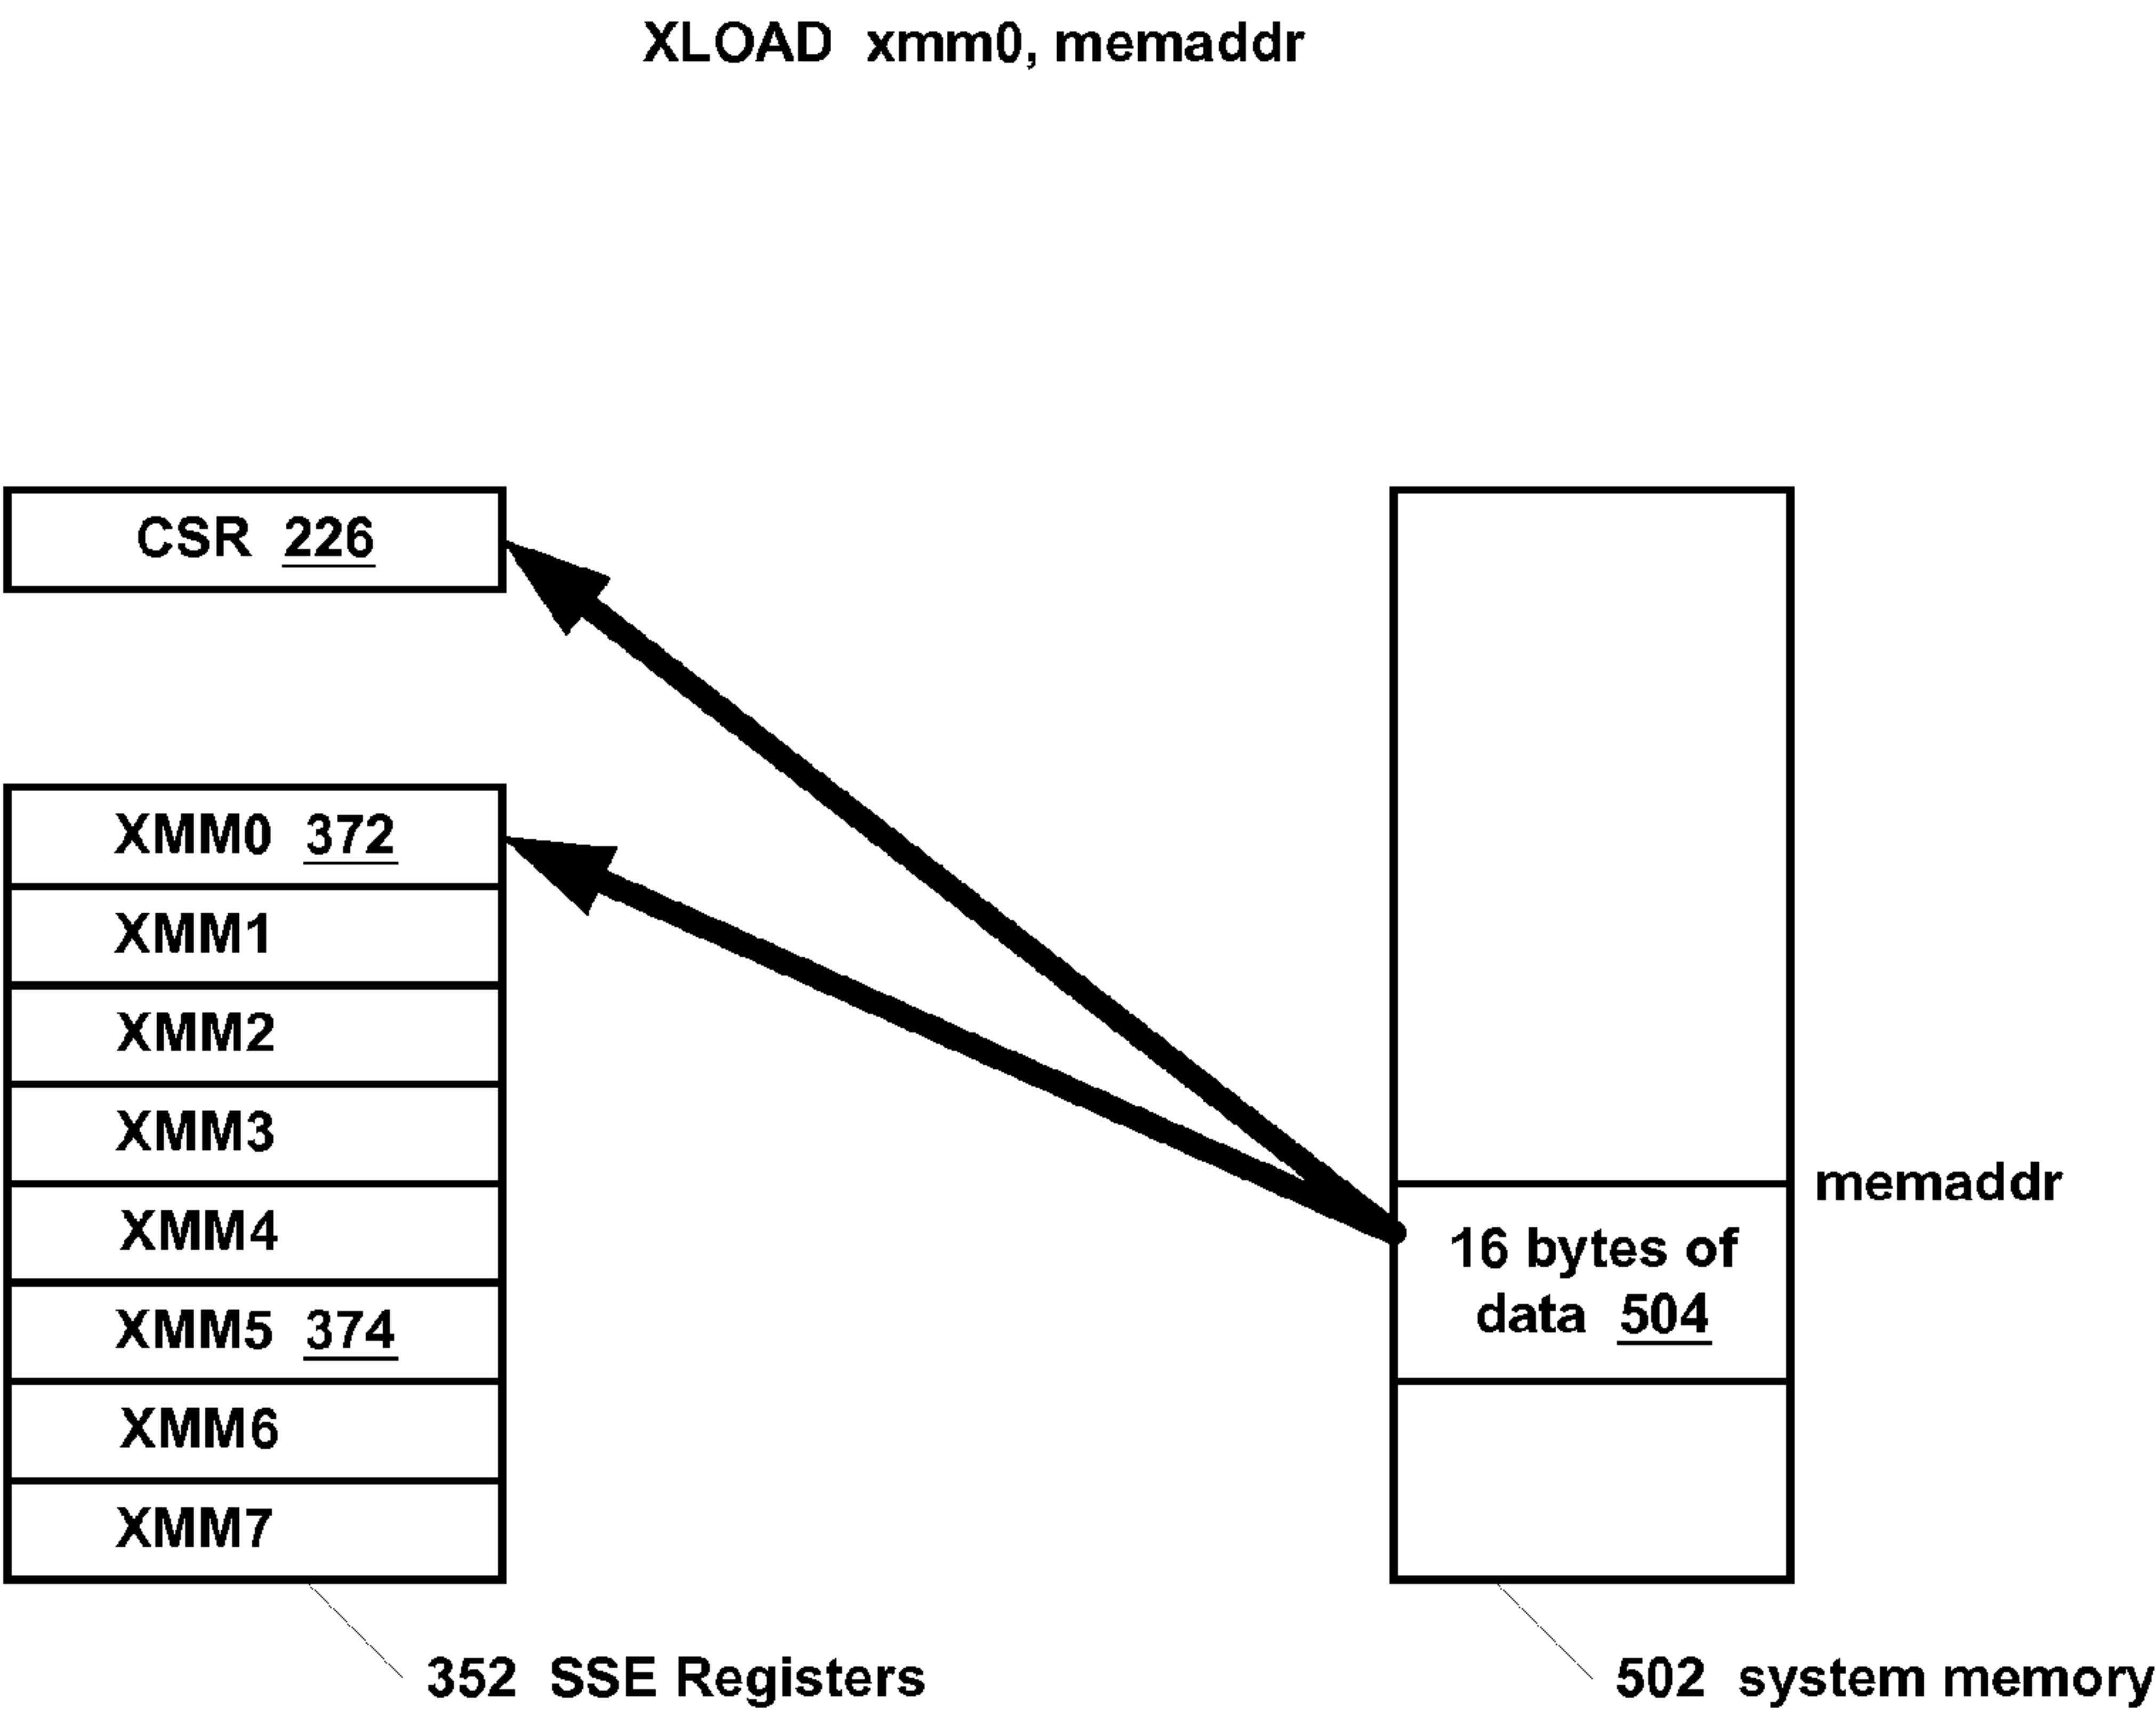 XLOAD xmm0, memaddr
CSR 226
XMM0 372
XMM1
XMM2
XMM3
XMM4
XMM5 374
XMM6
XMM7
memaddr
16 bytes of
data 504
352 SSE Registers
502 system memory